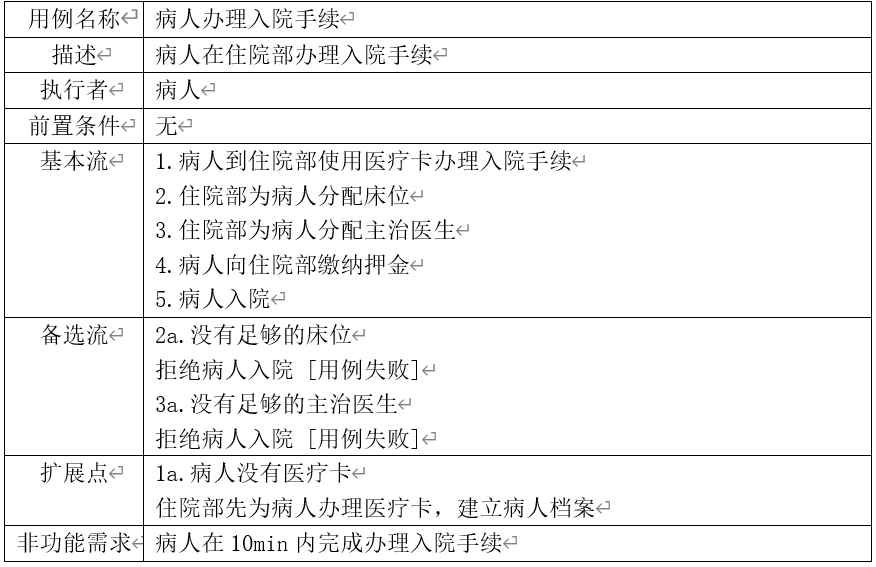 用例名称 病人办理入院手续
描述 病人在住院部办理入院手续
执行者 病人
前置条件 无
基本流 1.病人到住院部使用医疗卡办理入院手续
2.住院部为病人分配床位
3.住院部为病人分配主治医生
4.病人向住院部缴纳押金
5.病人入院
备选流 2a.没有足够的床位
拒绝病人入院 [用例失败]
3a.没有足够的主治医生
拒绝病人入院 [用例失败]
扩展点 1a.病人没有医疗卡
住院部先为病人办理医疗卡，建立病人档案
非功能需求 病人在10min内完成办理入院手续